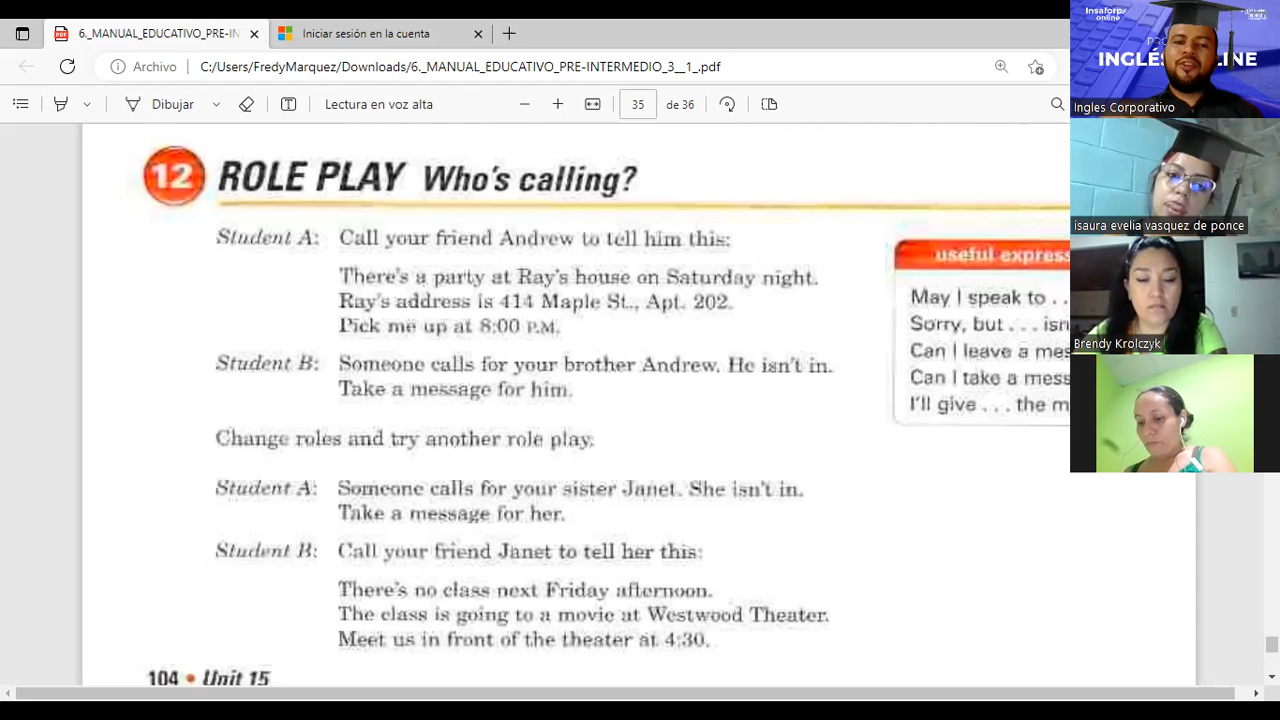 6_MANUAL_EDUCATIVO_PRE-IN
Iniciar sesión en la cuenta
Archivo
C:/Users/FredyMarquez/Downloads/6_MANUAL_EDUCATIVO_PRE-INTERMEDIO_3__1_.pdf
Dibujar
Lectura en voz alta
35
de 36
12 ROLE PLAY Who's calling?
Student A: Call your friend Andrew to tell him this:
There's a party at Ray's house on Saturday night.
Ray's address is 414 Maple St., Apt. 202.
Pick me up at 8:00 P.M.
Student B: Someone calls for your brother Andrew. He isn't in.
Take a message for him.
Change roles and try another role play.
Student A: Someone calls for your sister Janet. She isn't in.
Take a message for her.
Student B: Call your friend Janet to tell her this:
There's no class next Friday afternoon.
The class is going to a movie at Westwood Theater.
Meet us in front of the theater at 4:30.
104 • Unit 15
useful express
May I speak to . .
Sorry, but . . . isn
Can I leave a mes
Can I take a mess
I'll give . . . the m
Insaforp
online
INGLÉS
LINE
Ingles Corporativo
isaura evelia vasquez de ponce
Brendy Krolczyk